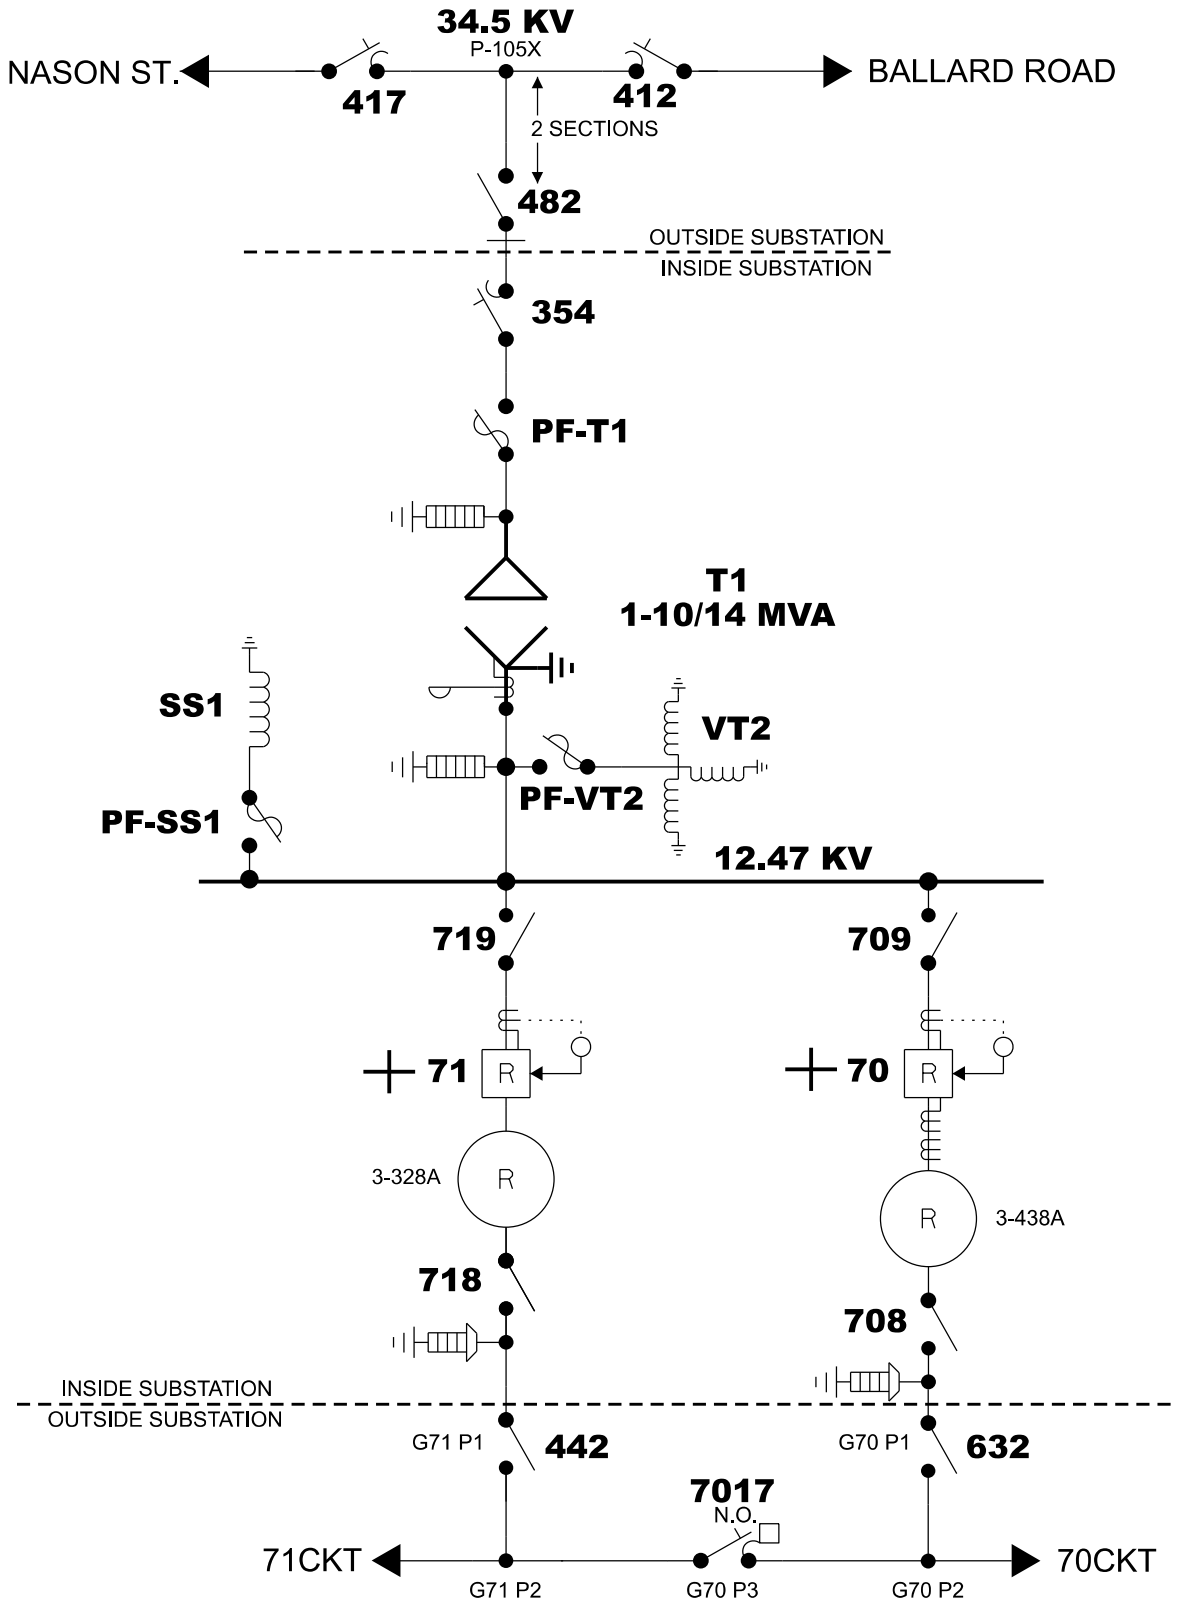 34.5 KV
P-105X
NASON ST.
BALLARD ROAD
417
412
2 SECTIONS
482
OUTSIDE SUBSTATION
INSIDE SUBSTATION
354
PF-T1
T1
1-10/14 MVA
SS1
VT2
PF-VT2
PF-SS1
12.47 KV
719
709
71
R
70
R
3-328A
R
R
3-438A
718
708
INSIDE SUBSTATION
OUTSIDE SUBSTATION
G71 P1
442
G70 P1
632
7017
N.O.
71CKT
70CKT
G71 P2
G70 P3
G70 P2